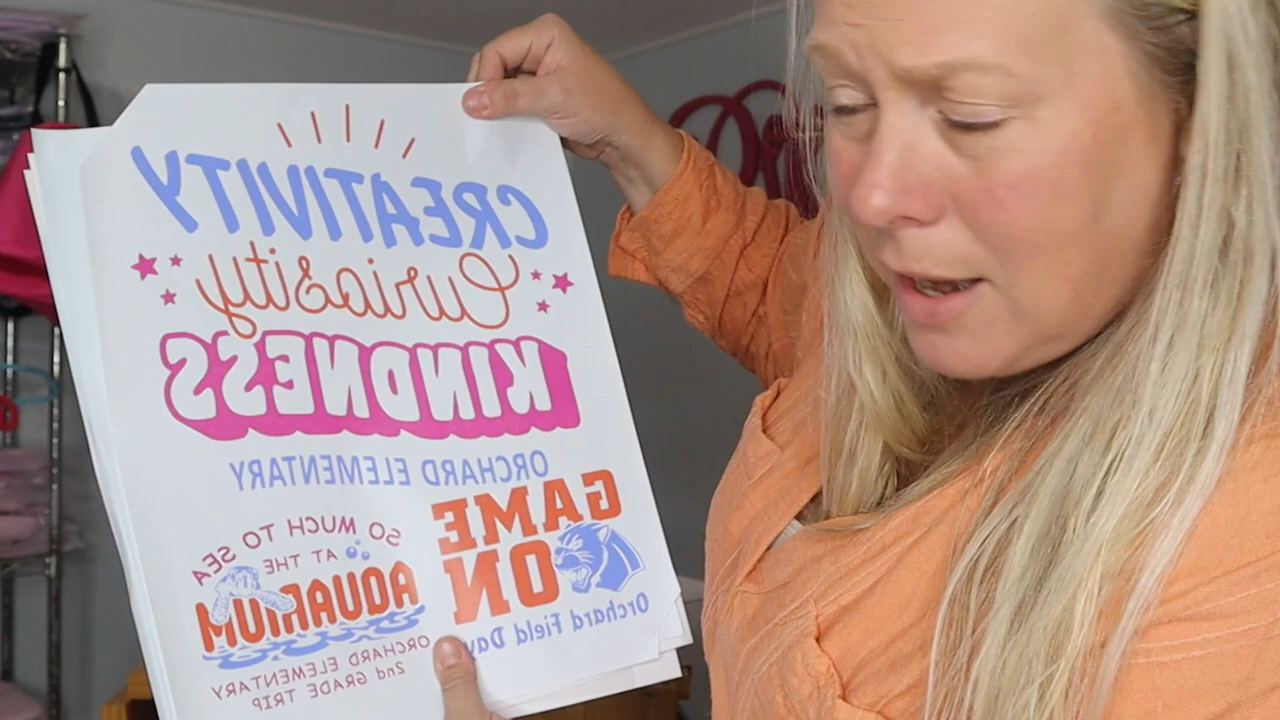 CREATIVITY
Curiosity
KINDNESS
ORCHARD ELEMENTARY
GAME
ON
Orchard Field Day
SO MUCH TO SEA
AT THE
AQUARIUM
ORCHARD ELEMENTARY
2nd GRADE TRIP